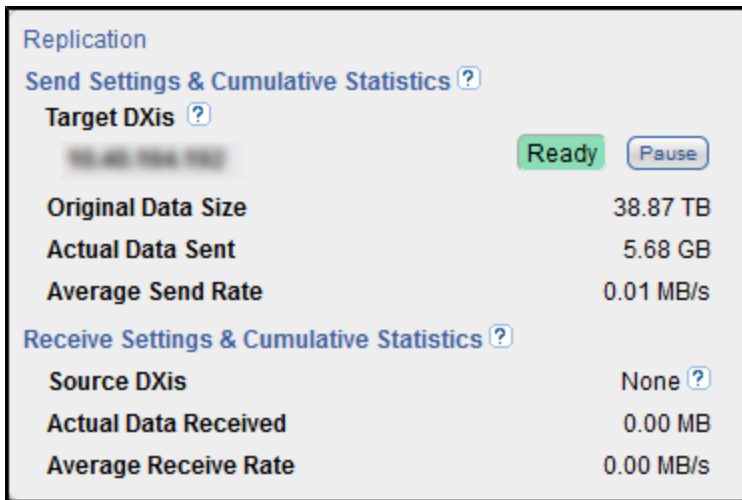 Replication
Send Settings & Cumulative Statistics ?
Target DXis ?
Ready Pause
Original Data Size 38.87 TB
Actual Data Sent 5.68 GB
Average Send Rate 0.01 MB/s
Receive Settings & Cumulative Statistics ?
Source DXis None ?
Actual Data Received 0.00 MB
Average Receive Rate 0.00 MB/s